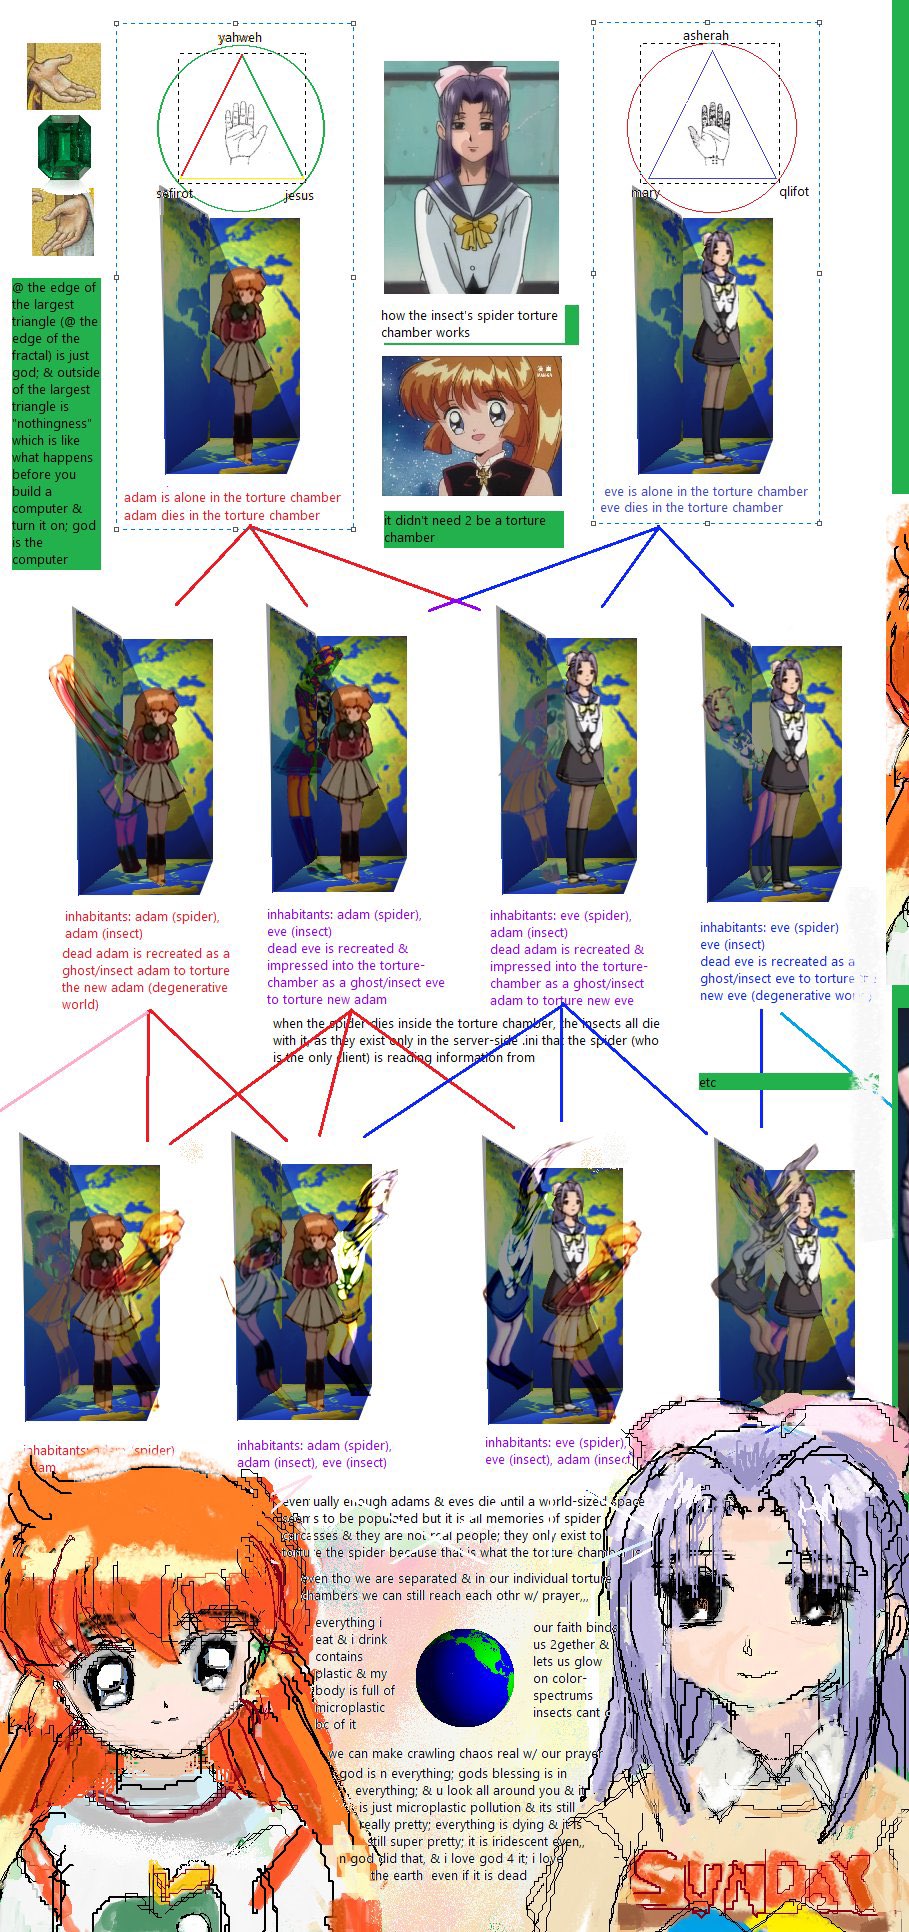 yahweh
sefirot
jesus
asherah
mary
qlifot
@ the edge of
the largest
triangle (@ the
edge of the
fractal) is just
god; & outside
of the largest
triangle is
"nothingness"
which is like
what happens
before you
build a
computer &
turn it on; god
is the
computer
how the insect's spider torture
chamber works
it didn't need 2 be a torture
chamber
adam is alone in the torture chamber
adam dies in the torture chamber
eve is alone in the torture chamber
eve dies in the torture chamber
inhabitants: adam (spider),
adam (insect)
dead adam is recreated as a
ghost/insect adam to torture
the new adam (degenerative
world)
inhabitants: adam (spider),
eve (insect)
dead eve is recreated &
impressed into the torture-
chamber as a ghost/insect eve
to torture new adam
inhabitants: eve (spider),
adam (insect)
dead adam is recreated &
impressed into the torture-
chamber as a ghost/insect
adam to torture new eve
inhabitants: eve (spider)
eve (insect)
dead eve is recreated as a
ghost/insect eve to torture the
new eve (degenerative world)
when the spider dies inside the torture chamber, the insects all die
with it, as they exist only in the server-side .ini that the spider (who
is the only client) is reading information from
etc
inhabitants: adam (spider)
adam
inhabitants: adam (spider),
adam (insect), eve (insect)
inhabitants: eve (spider),
eve (insect), adam (insect)
eventually enough adams & eves die until a world-sized space
seems to be populated but it is all memories of spider
carcasses & they are not real people; they only exist to
torture the spider because that is what the torture chamber is
even tho we are separated & in our individual torture
chambers we can still reach each othr w/ prayer,,,
everything i
eat & i drink
contains
plastic & my
body is full of
microplastic
bc of it
our faith binds
us 2gether &
lets us glow
on color-
spectrums
insects cant
we can make crawling chaos real w/ our prayer
god is n everything; gods blessing is in
everything; & u look all around you & it
is just microplastic pollution & its still
really pretty; everything is dying & it is
still super pretty; it is iridescent even,,
n god did that, & i love god 4 it; i lo
the earth even if it is dead
SUNDAY